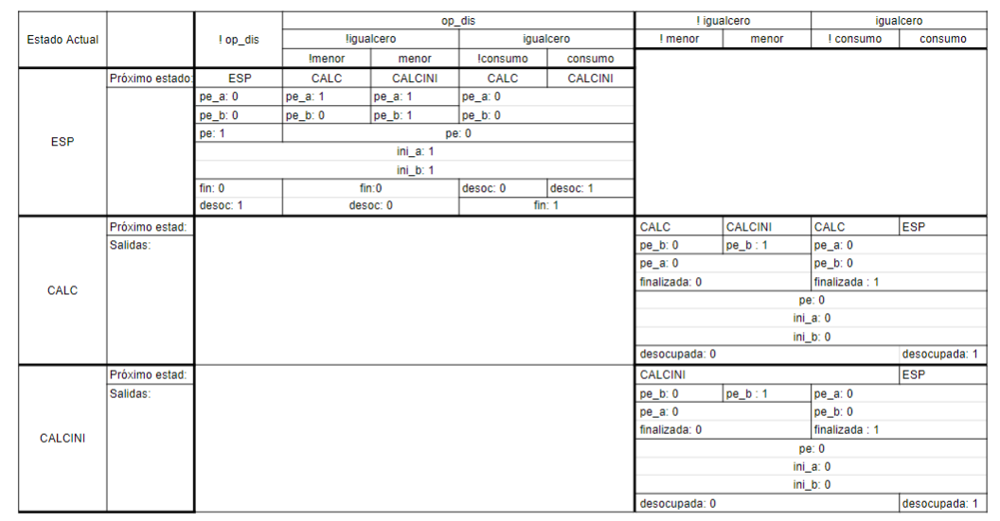 op_dis ! igualcero igualcero
Estado Actual ! op_dis !igualcero igualcero ! menor menor ! consumo consumo
!menor menor !consumo consumo
Próximo estado: ESP CALC CALCINI CALC CALCINI
pe_a: 0 pe_a: 1 pe_a: 1 pe_a: 0
pe_b: 0 pe_b: 0 pe_b: 1 pe_b: 0
ESP pe: 1 pe: 0
ini_a: 1
ini_b: 1
fin: 0 fin:0 desoc: 0 desoc: 1
desoc: 1 desoc: 0 fin: 1
Próximo estad: CALC CALCINI CALC ESP
Salidas: pe_b: 0 pe_b : 1 pe_a: 0
pe_a: 0 pe_b: 0
CALC finalizada: 0 finalizada : 1
pe: 0
ini_a: 0
ini_b: 0
desocupada: 0 desocupada: 1
Próximo estad: CALCINI ESP
Salidas: pe_b: 0 pe_b : 1 pe_a: 0
pe_a: 0 pe_b: 0
CALCINI finalizada: 0 finalizada : 1
pe: 0
ini_a: 0
ini_b: 0
desocupada: 0 desocupada: 1